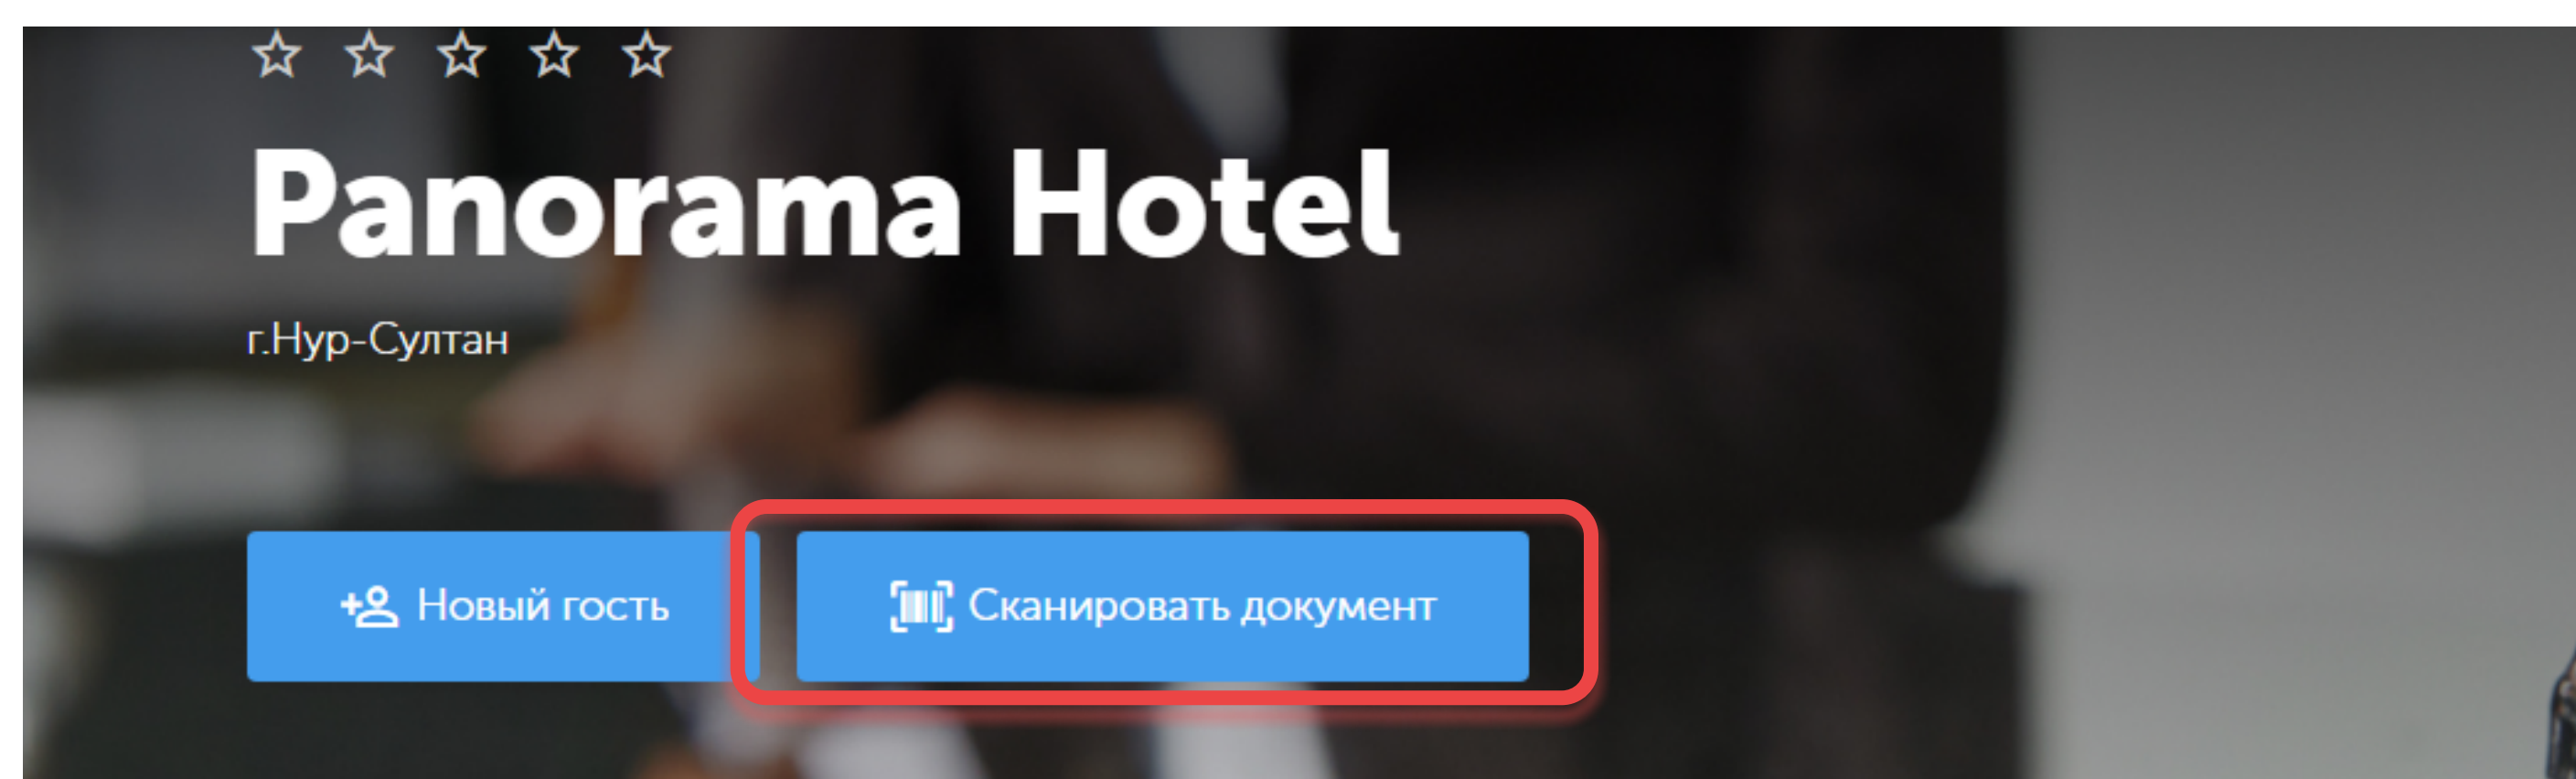 Panorama Hotel
г.Нур-Султан
Новый гость
Сканировать документ